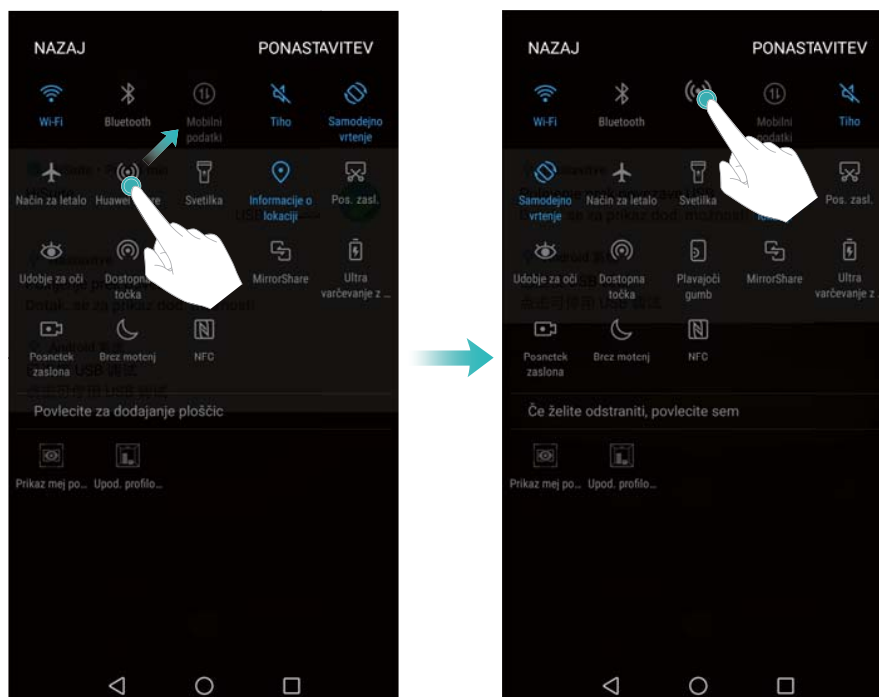 NAZAJ PONASTAVITEV
Wi-Fi Bluetooth Mobilni podatki Tiho Samodejno vrtenje
Način za letalo Huawei Svetilka Informacije o lokaciji Pos. zasl.
Udobje za oči Dostopna točka MirrorShare Ultra varčevanje z ...
Posnetek zaslona Brez motenj NFC
Povlecite za dodajanje ploščic
Prikaz mej po... Upod. profilo...
NAZAJ PONASTAVITEV
Wi-Fi Bluetooth Mobilni podatki Tiho
Samodejno vrtenje Način za letalo Svetilka Pos. zasl.
Udobje za oči Dostopna točka Plavajoči gumb MirrorShare Ultra varčevanje z ...
Posnetek zaslona Brez motenj NFC
Če želite odstraniti, povlecite sem
Prikaz mej po... Upod. profilo...